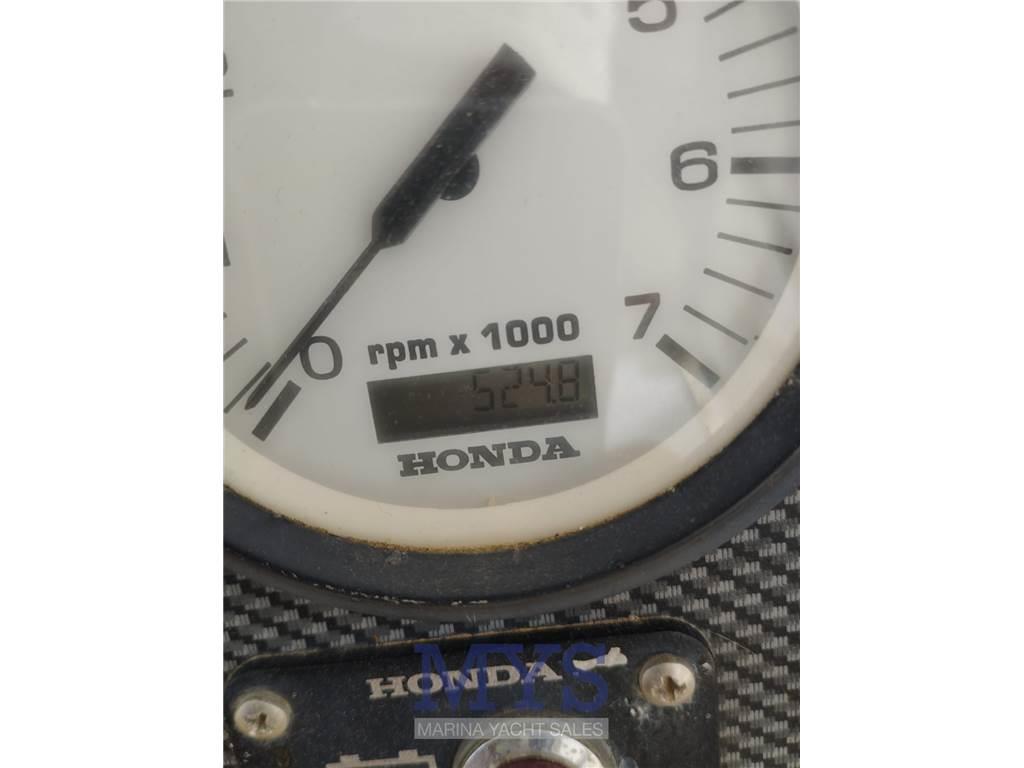 5
6
7
0
rpm x 1000
524.8
HONDA
HONDA
MYS
MARINA YACHT SALES